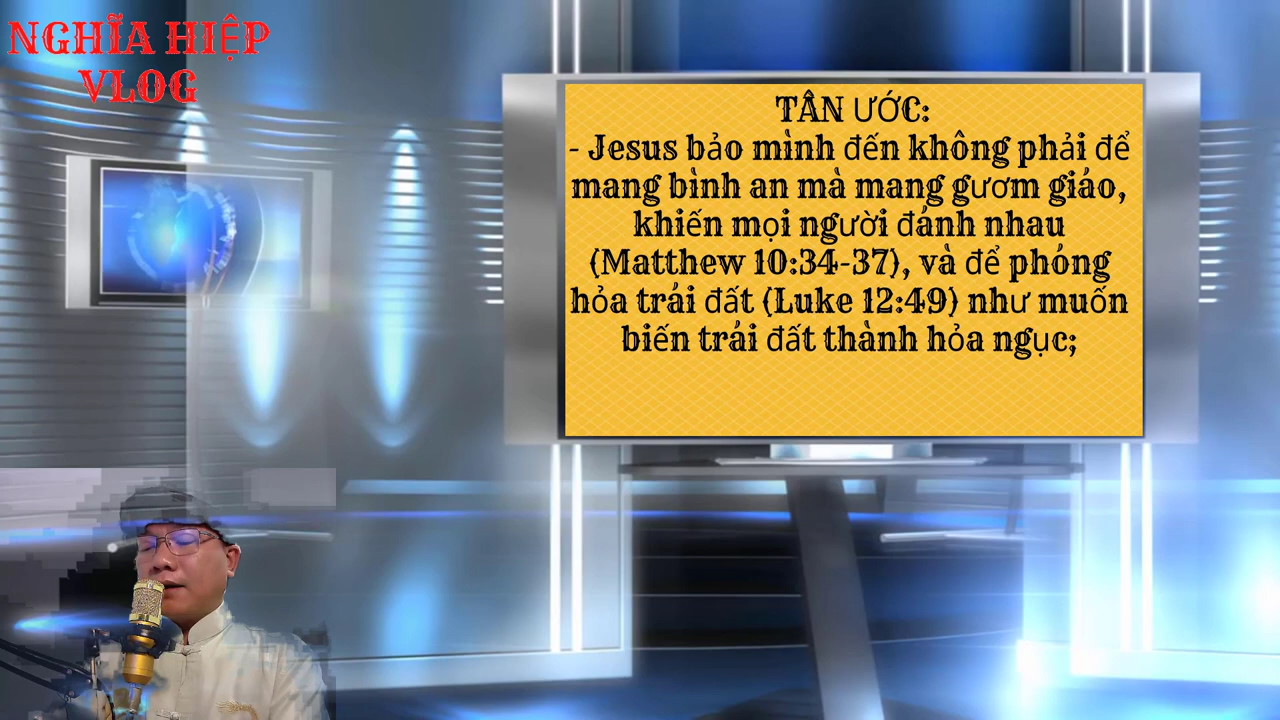 NGHĨA HIỆP
VLOG
TÂN ƯỚC:
- Jesus bảo mình đến không phải để
mang bình an mà mang gươm giáo,
khiến mọi người đánh nhau
(Matthew 10:34-37), và để phóng
hỏa trái đất (Luke 12:49) như muốn
biến trái đất thành hỏa ngục;